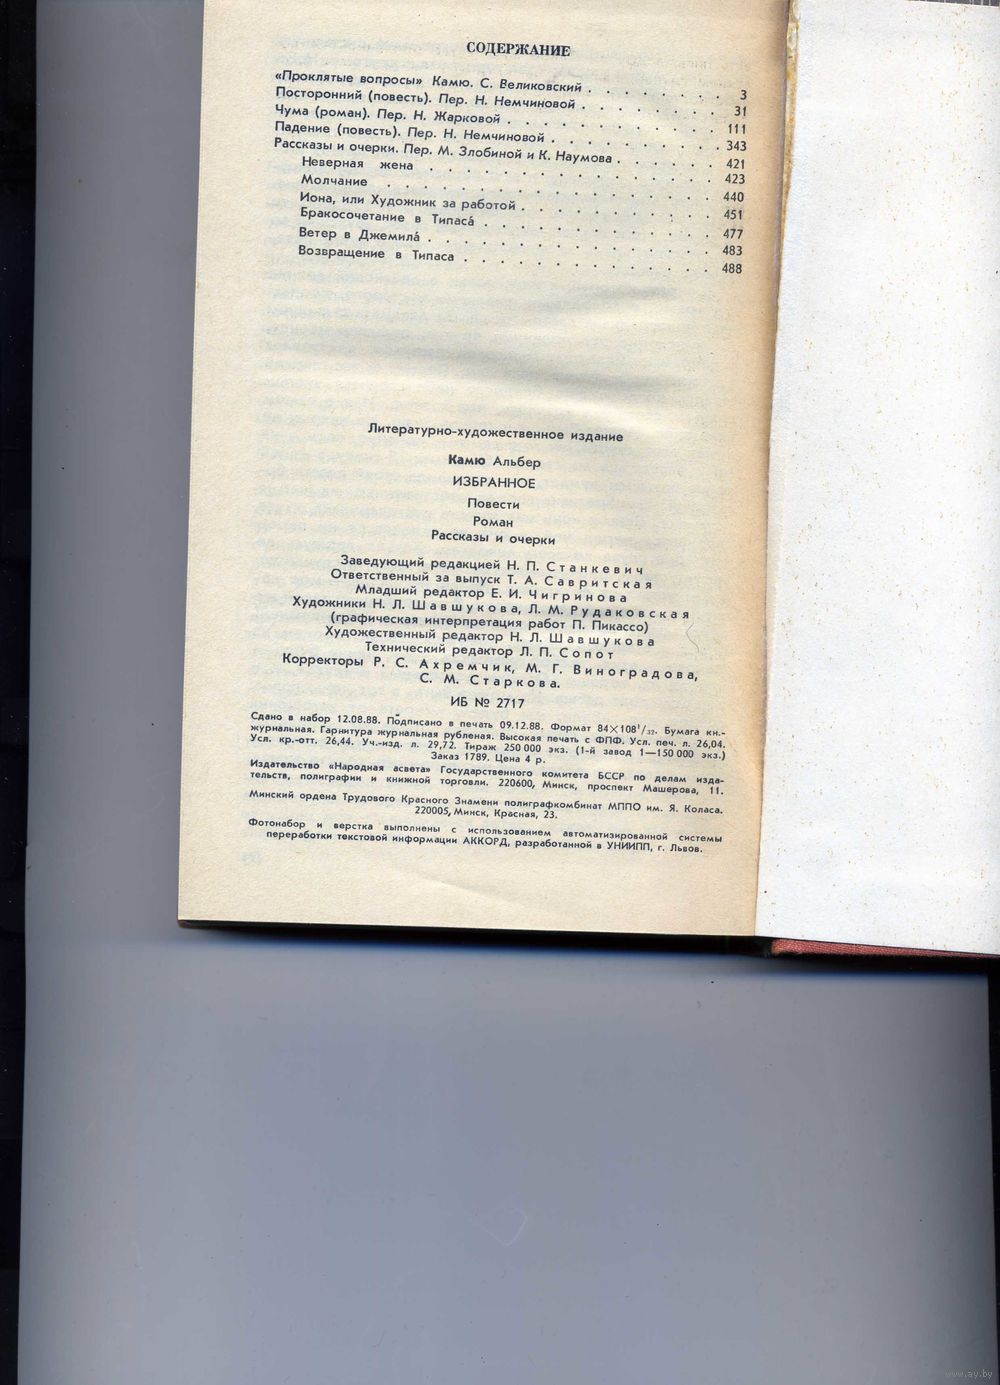 СОДЕРЖАНИЕ
«Проклятые вопросы» Камю. С. Великовский . . . . . . . . 3
Посторонний (повесть). Пер. Н. Немчиновой . . . . . . . . 31
Чума (роман). Пер. Н. Жарковой . . . . . . . . . . . . 111
Падение (повесть). Пер. Н. Немчиновой . . . . . . . . . . 343
Рассказы и очерки. Пер. М. Злобиной и К. Наумова . . . . . . 421
Неверная жена . . . . . . . . . . . . . . . 423
Молчание . . . . . . . . . . . . . . . . . 440
Иона, или Художник за работой . . . . . . . . . . 451
Бракосочетание в Типаса́ . . . . . . . . . . . . 477
Ветер в Джемила́ . . . . . . . . . . . . . . . 483
Возвращение в Типаса . . . . . . . . . . . . . 488
Литературно-художественное издание
Камю Альбер
ИЗБРАННОЕ
Повести
Роман
Рассказы и очерки
Заведующий редакцией Н. П. Станкевич
Ответственный за выпуск Т. А. Савритская
Младший редактор Е. И. Чигринова
Художники Н. Л. Шавшукова, Л. М. Рудаковская
(графическая интерпретация работ П. Пикассо)
Художественный редактор Н. Л. Шавшукова
Технический редактор Л. П. Сопот
Корректоры Р. С. Ахремчик, М. Г. Виноградова,
С. М. Старкова.
ИБ № 2717
Сдано в набор 12.08.88. Подписано в печать 09.12.88. Формат 84×108¹/₃₂. Бумага кн.-
журнальная. Гарнитура журнальная рубленая. Высокая печать с ФПФ. Усл. печ. л. 26,04.
Усл. кр.-отт. 26,44. Уч.-изд. л. 29,72. Тираж 250 000 экз. (1-й завод 1—150 000 экз.)
Заказ 1789. Цена 4 р.
Издательство «Народная асвета» Государственного комитета БССР по делам изда-
тельств, полиграфии и книжной торговли. 220600, Минск, проспект Машерова, 11.
Минский ордена Трудового Красного Знамени полиграфкомбинат МППО им. Я. Коласа.
220005, Минск, Красная, 23.
Фотонабор и верстка выполнены с использованием автоматизированной системы
переработки текстовой информации АККОРД, разработанной в УНИИПП, г. Львов.
www.ay.by